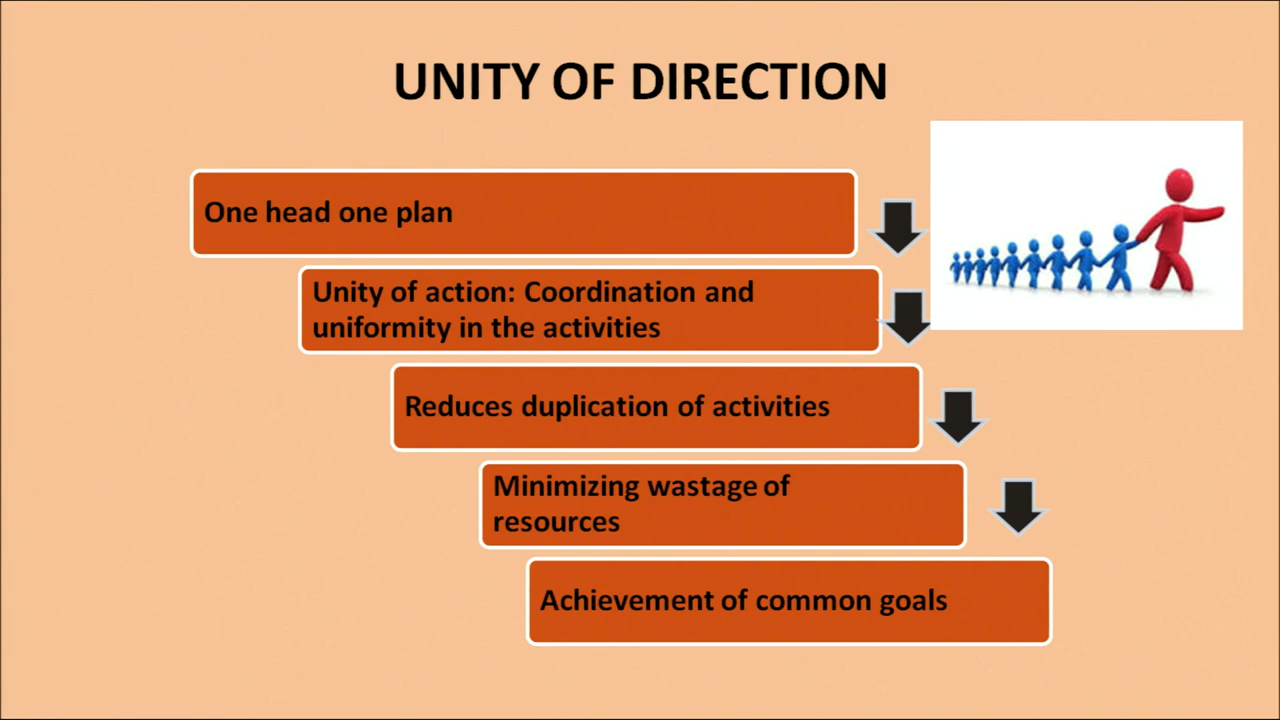 UNITY OF DIRECTION
One head one plan
Unity of action: Coordination and
uniformity in the activities
Reduces duplication of activities
Minimizing wastage of
resources
Achievement of common goals